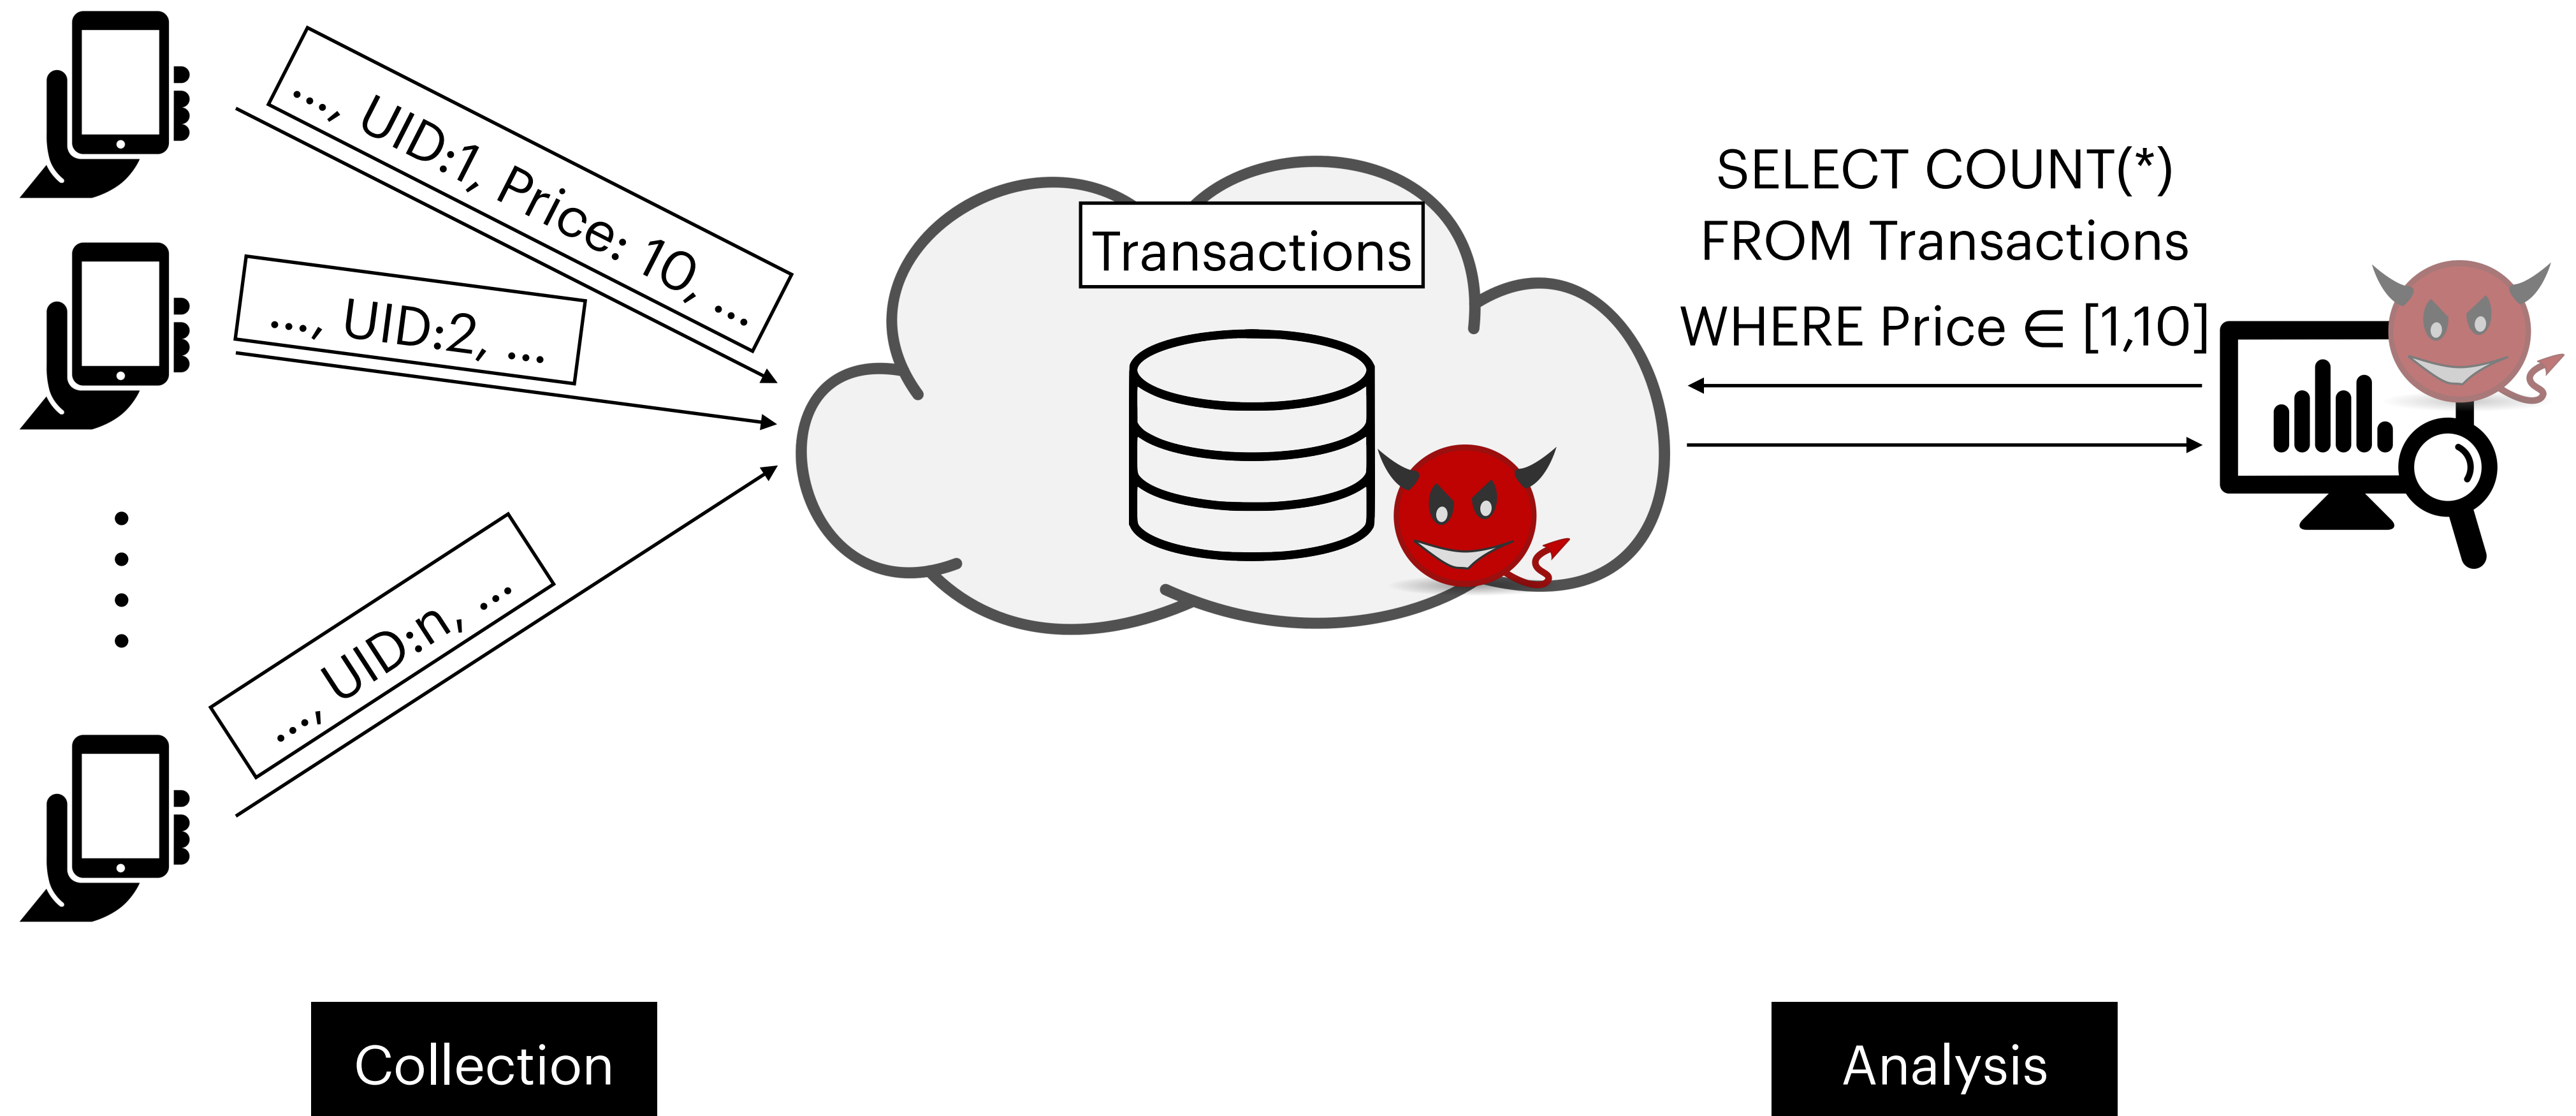 ..., UID:1, Price: 10, ...
..., UID:2, ...
..., UID:n, ...
Transactions
SELECT COUNT(*)
FROM Transactions
WHERE Price ∈ [1,10]
Collection
Analysis